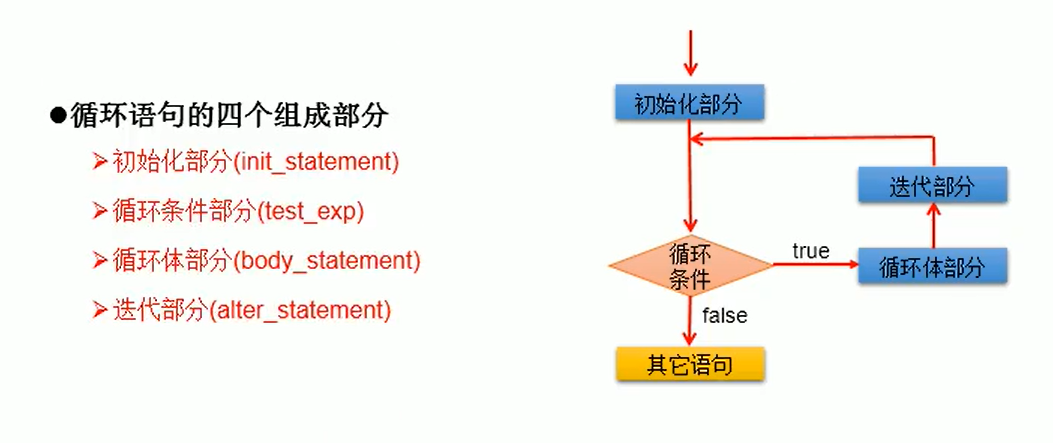 ●循环语句的四个组成部分
➢初始化部分(init_statement)
➢循环条件部分(test_exp)
➢循环体部分(body_statement)
➢迭代部分(alter_statement)
初始化部分
迭代部分
循环
条件
true
循环体部分
false
其它语句